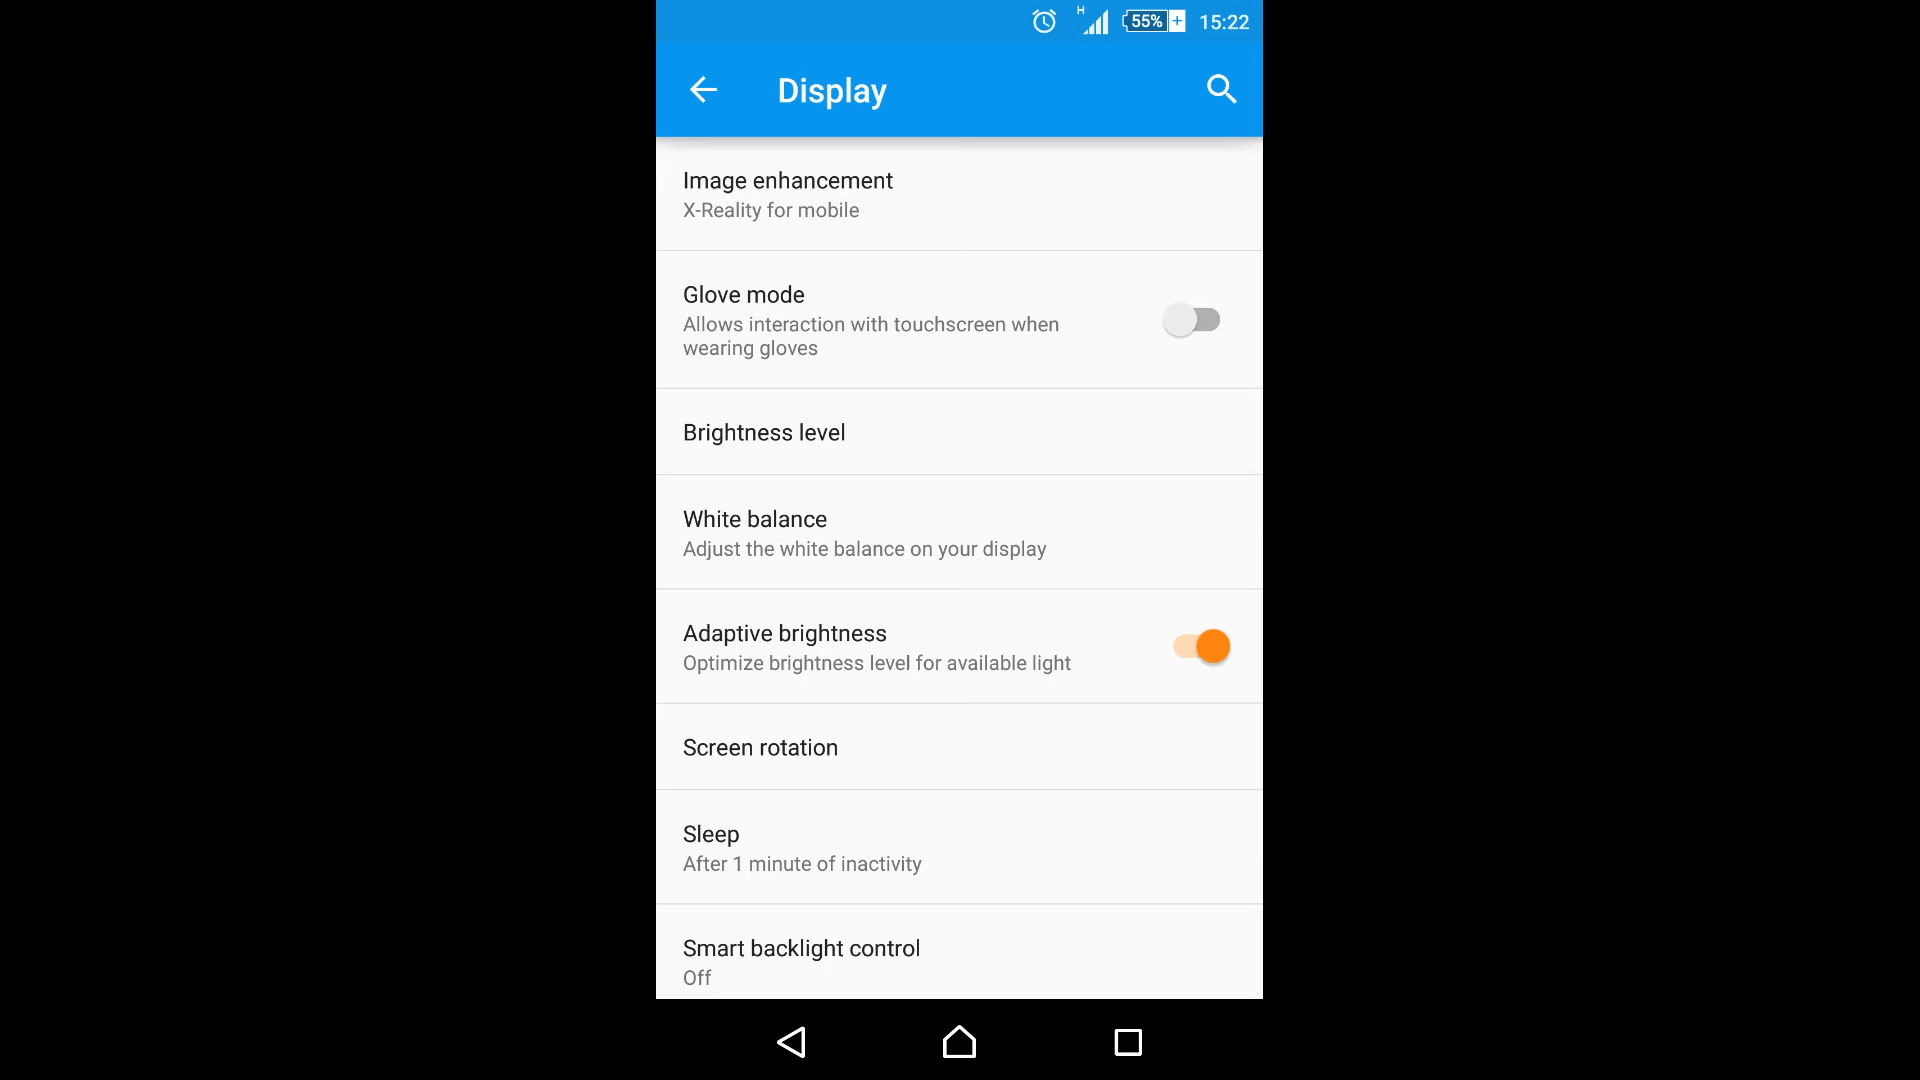 H 55% 15:22
Display
Image enhancement
X-Reality for mobile
Glove mode
Allows interaction with touchscreen when
wearing gloves
Brightness level
White balance
Adjust the white balance on your display
Adaptive brightness
Optimize brightness level for available light
Screen rotation
Sleep
After 1 minute of inactivity
Smart backlight control
Off